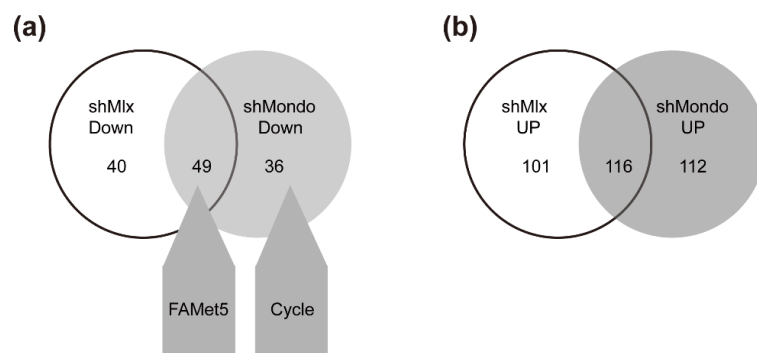 (a)
shMlx
Down
shMondo
Down
40
49
36
FAMet5
Cycle
(b)
shMlx
UP
shMondo
UP
101
116
112